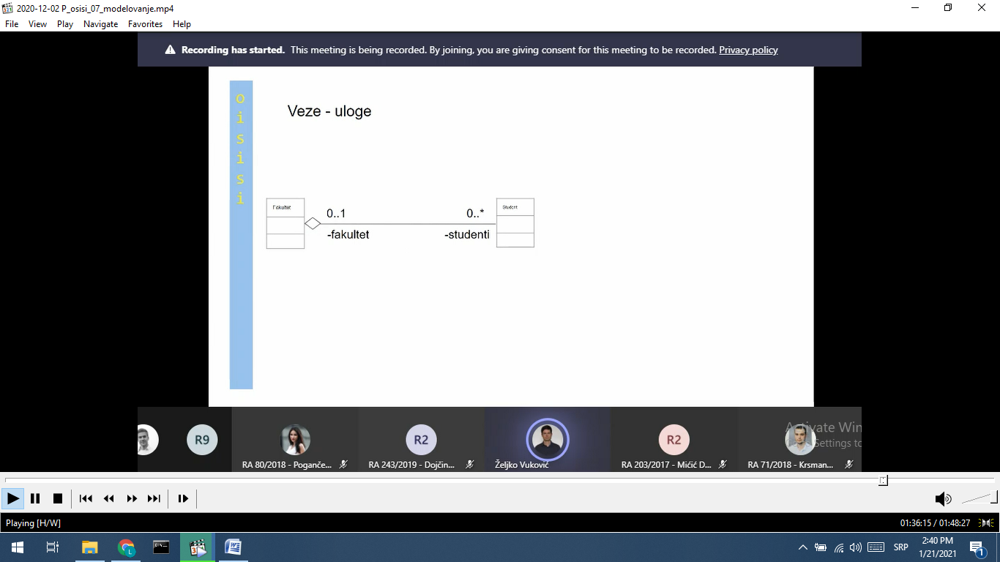 2020-12-02 P_osisi_07_modelovanje.mp4
File View Play Navigate Favorites Help
Recording has started. This meeting is being recorded. By joining, you are giving consent for this meeting to be recorded. Privacy policy
o
i
s
i
s
i
Veze - uloge
Fakultet
0..1
0..*
Student
-fakultet
-studenti
R9
R2
R2
RA 80/2018 - Poganče...
RA 243/2019 - Dojčin...
Željko Vuković
RA 203/2017 - Mićić D...
RA 71/2018 - Krsman...
Activate Win
Settings to
Playing [H/W]
01:36:15 / 01:48:27
SRP
2:40 PM
1/21/2021
1